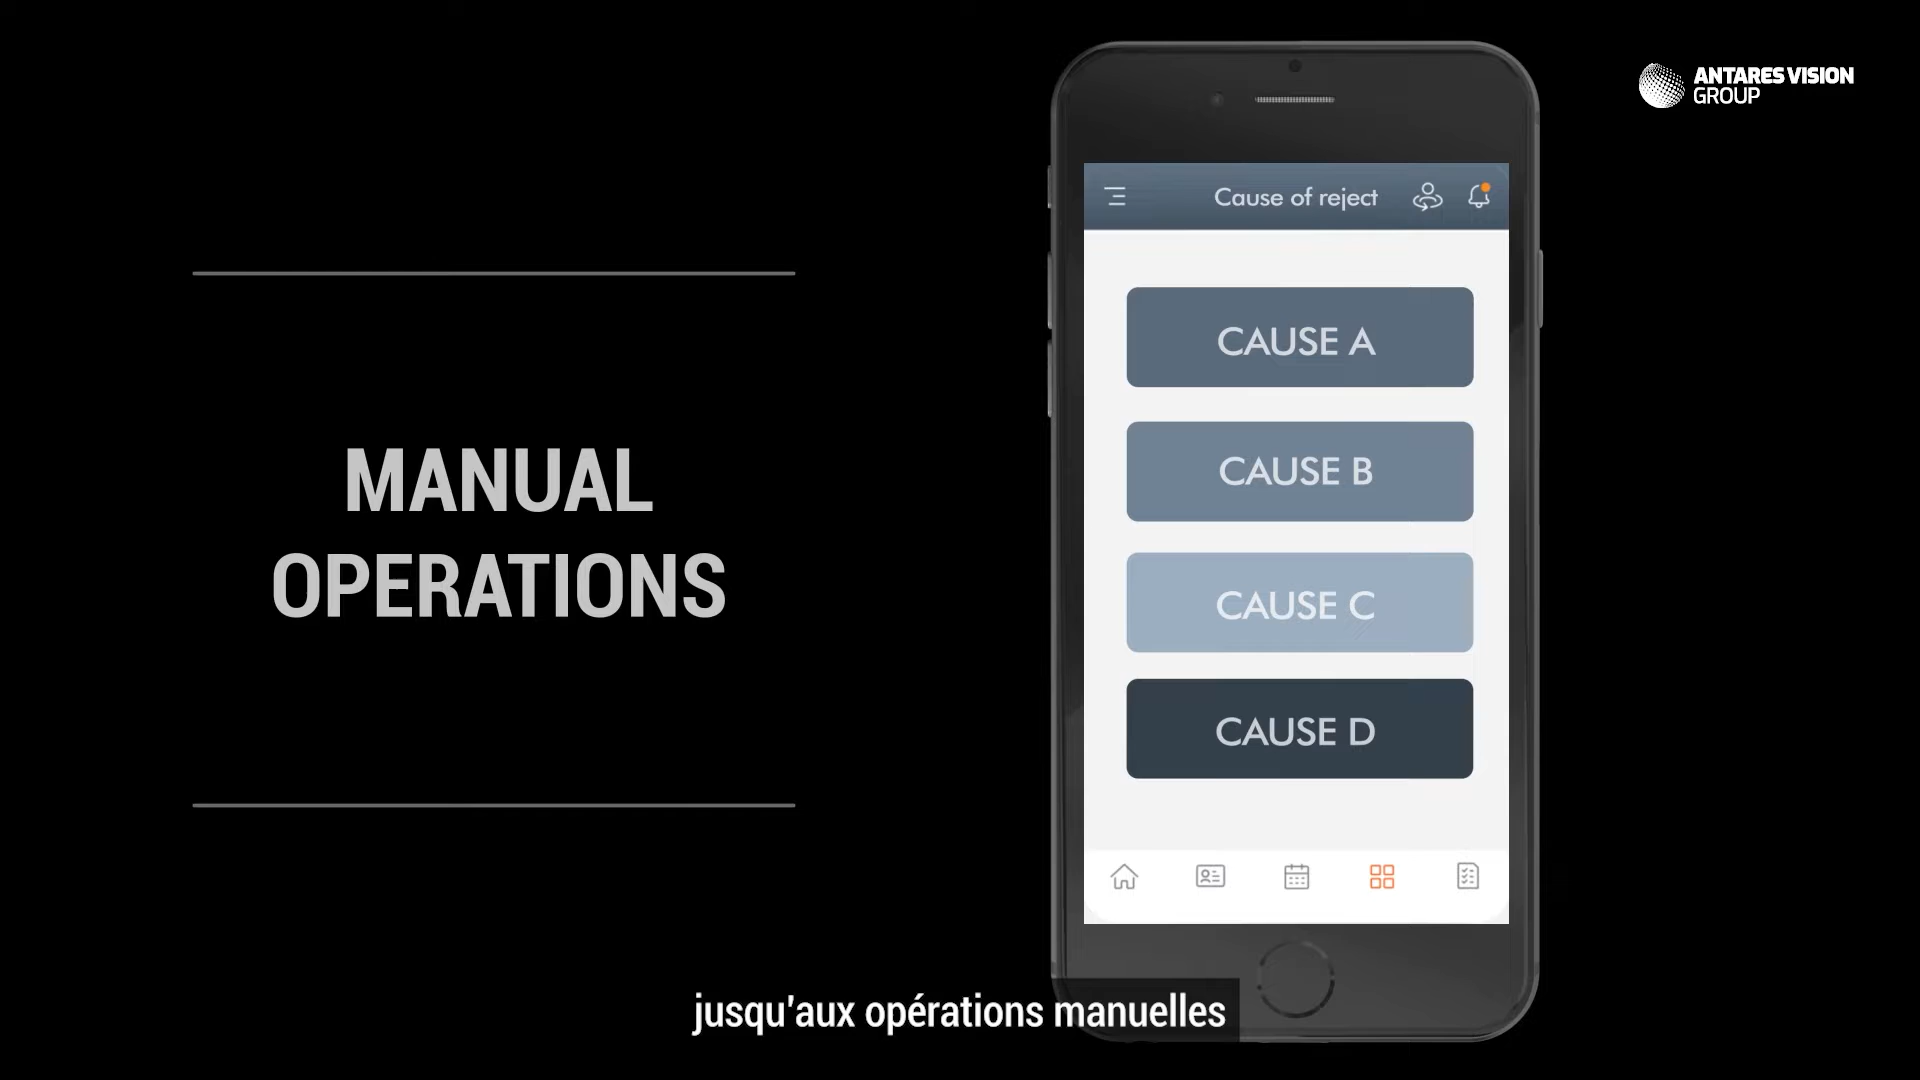 ANTARES VISION
GROUP
Cause of reject
CAUSE A
CAUSE B
CAUSE C
CAUSE D
MANUAL
OPERATIONS
jusqu'aux opérations manuelles